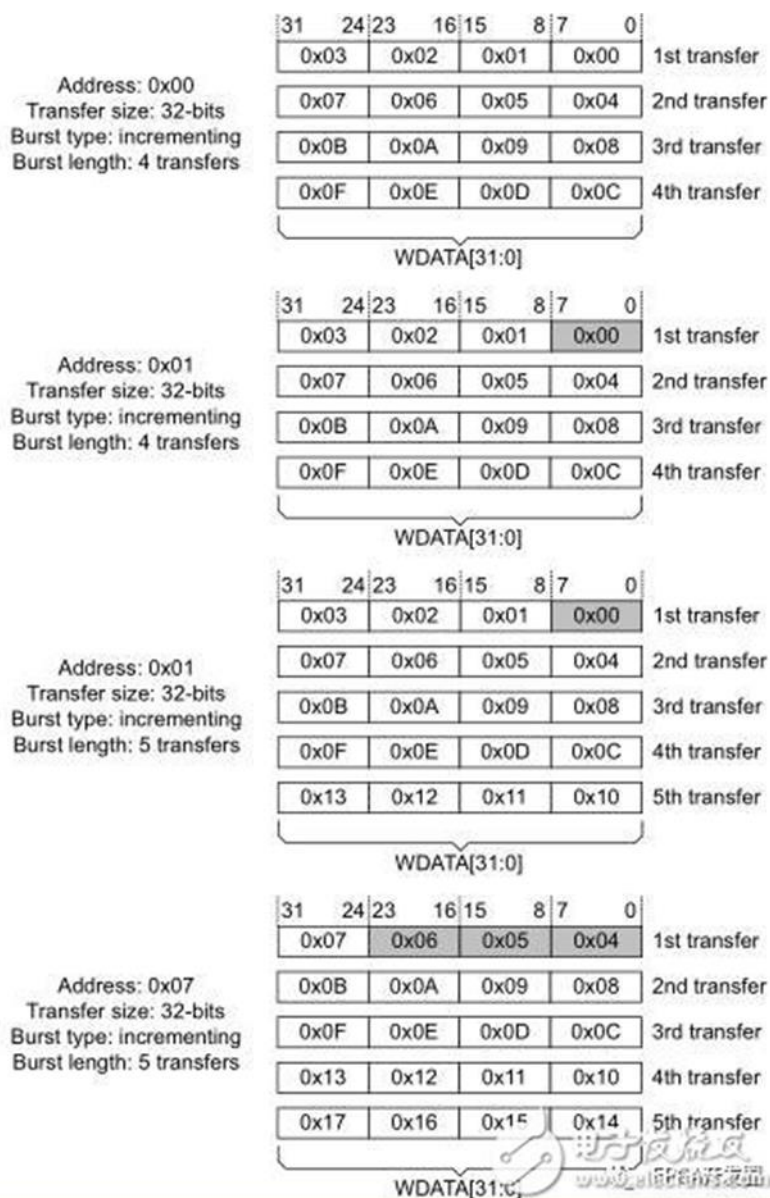 31 24 23 16 15 8 7 0
0x03 0x02 0x01 0x00 1st transfer
Address: 0x00
Transfer size: 32-bits
Burst type: incrementing
Burst length: 4 transfers
0x07 0x06 0x05 0x04 2nd transfer
0x0B 0x0A 0x09 0x08 3rd transfer
0x0F 0x0E 0x0D 0x0C 4th transfer
WDATA[31:0]
31 24 23 16 15 8 7 0
0x03 0x02 0x01 0x00 1st transfer
Address: 0x01
Transfer size: 32-bits
Burst type: incrementing
Burst length: 4 transfers
0x07 0x06 0x05 0x04 2nd transfer
0x0B 0x0A 0x09 0x08 3rd transfer
0x0F 0x0E 0x0D 0x0C 4th transfer
WDATA[31:0]
31 24 23 16 15 8 7 0
0x03 0x02 0x01 0x00 1st transfer
Address: 0x01
Transfer size: 32-bits
Burst type: incrementing
Burst length: 5 transfers
0x07 0x06 0x05 0x04 2nd transfer
0x0B 0x0A 0x09 0x08 3rd transfer
0x0F 0x0E 0x0D 0x0C 4th transfer
0x13 0x12 0x11 0x10 5th transfer
WDATA[31:0]
31 24 23 16 15 8 7 0
0x07 0x06 0x05 0x04 1st transfer
Address: 0x07
Transfer size: 32-bits
Burst type: incrementing
Burst length: 5 transfers
0x0B 0x0A 0x09 0x08 2nd transfer
0x0F 0x0E 0x0D 0x0C 3rd transfer
0x13 0x12 0x11 0x10 4th transfer
0x17 0x16 0x15 0x14 5th transfer
WDATA[31:0]
电子发烧友